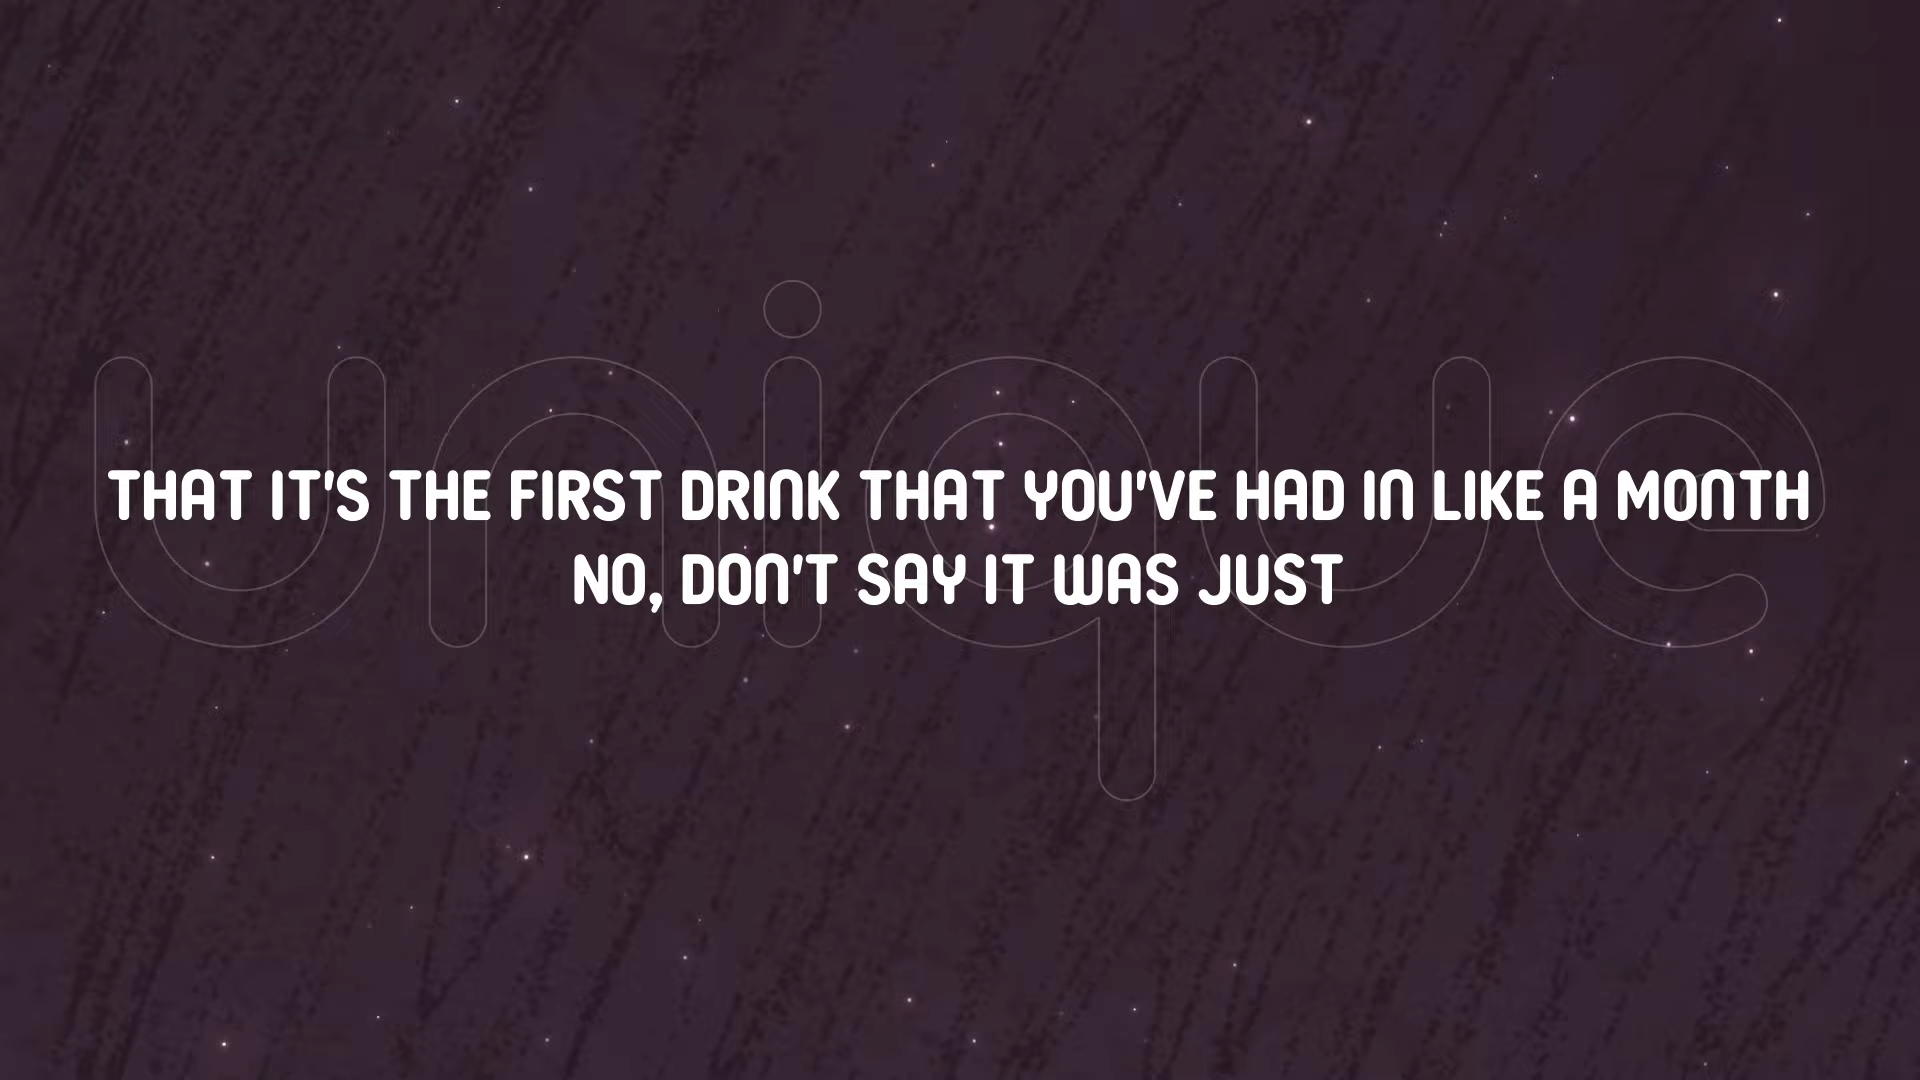 unique
THAT IT'S THE FIRST DRINK THAT YOU'VE HAD IN LIKE A MONTH
NO, DON'T SAY IT WAS JUST